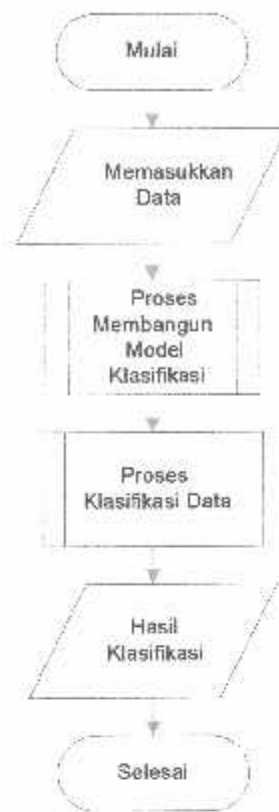 Mulai
Memasukkan
Data
Proses
Membangun
Model
Klasifikasi
Proses
Klasifikasi Data
Hasil
Klasifikasi
Selesai